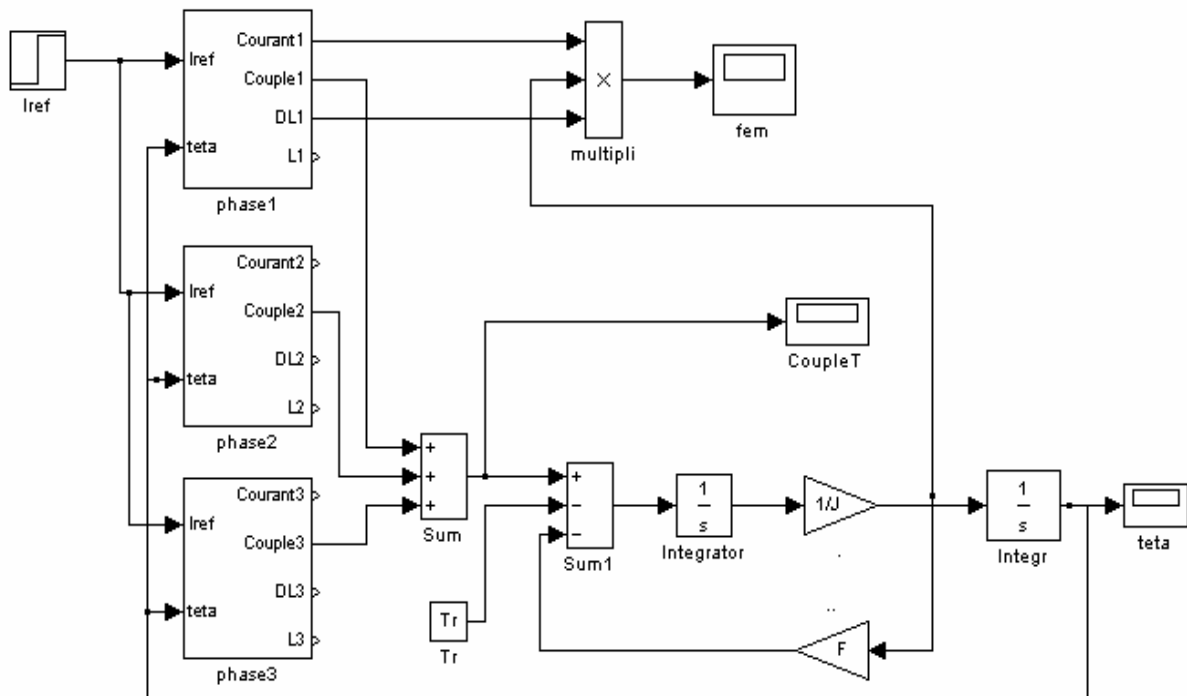 Iref
Iref
teta
Courant1
Couple1
DL1
L1
phase1
×
multipli
fem
Iref
teta
Courant2
Couple2
DL2
L2
phase2
CoupleT
Iref
teta
Courant3
Couple3
DL3
L3
phase3
+
+
+
Sum
+
−
−
Sum1
Tr
Tr
1
s
Integrator
1/J
.
..
F
1
s
Integr
teta